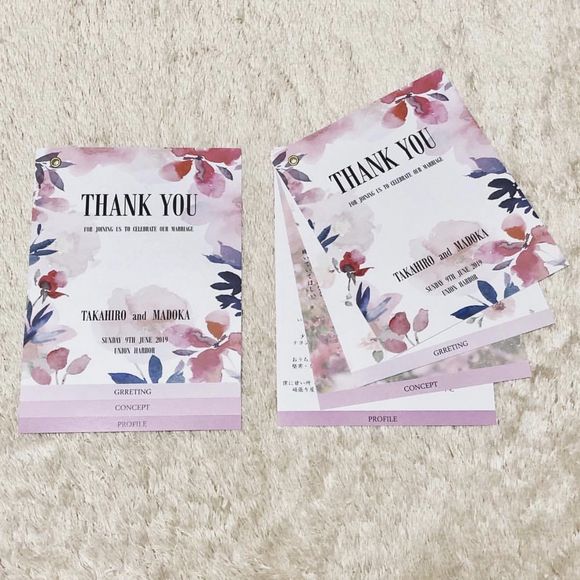 THANK YOU
FOR JOINING US TO CELEBRATE OUR MARRIAGE
TAKAHIRO and MADOKA
SUNDAY 9TH JUNE 2019
UNION HARBOR
GRRETING
CONCEPT
PROFILE
THANK YOU
FOR JOINING US TO CELEBRATE OUR MARRIAGE
TAKAHIRO and MADOKA
SUNDAY 9TH JUNE 2019
UNION HARBOR
GRRETING
CONCEPT
PROFILE